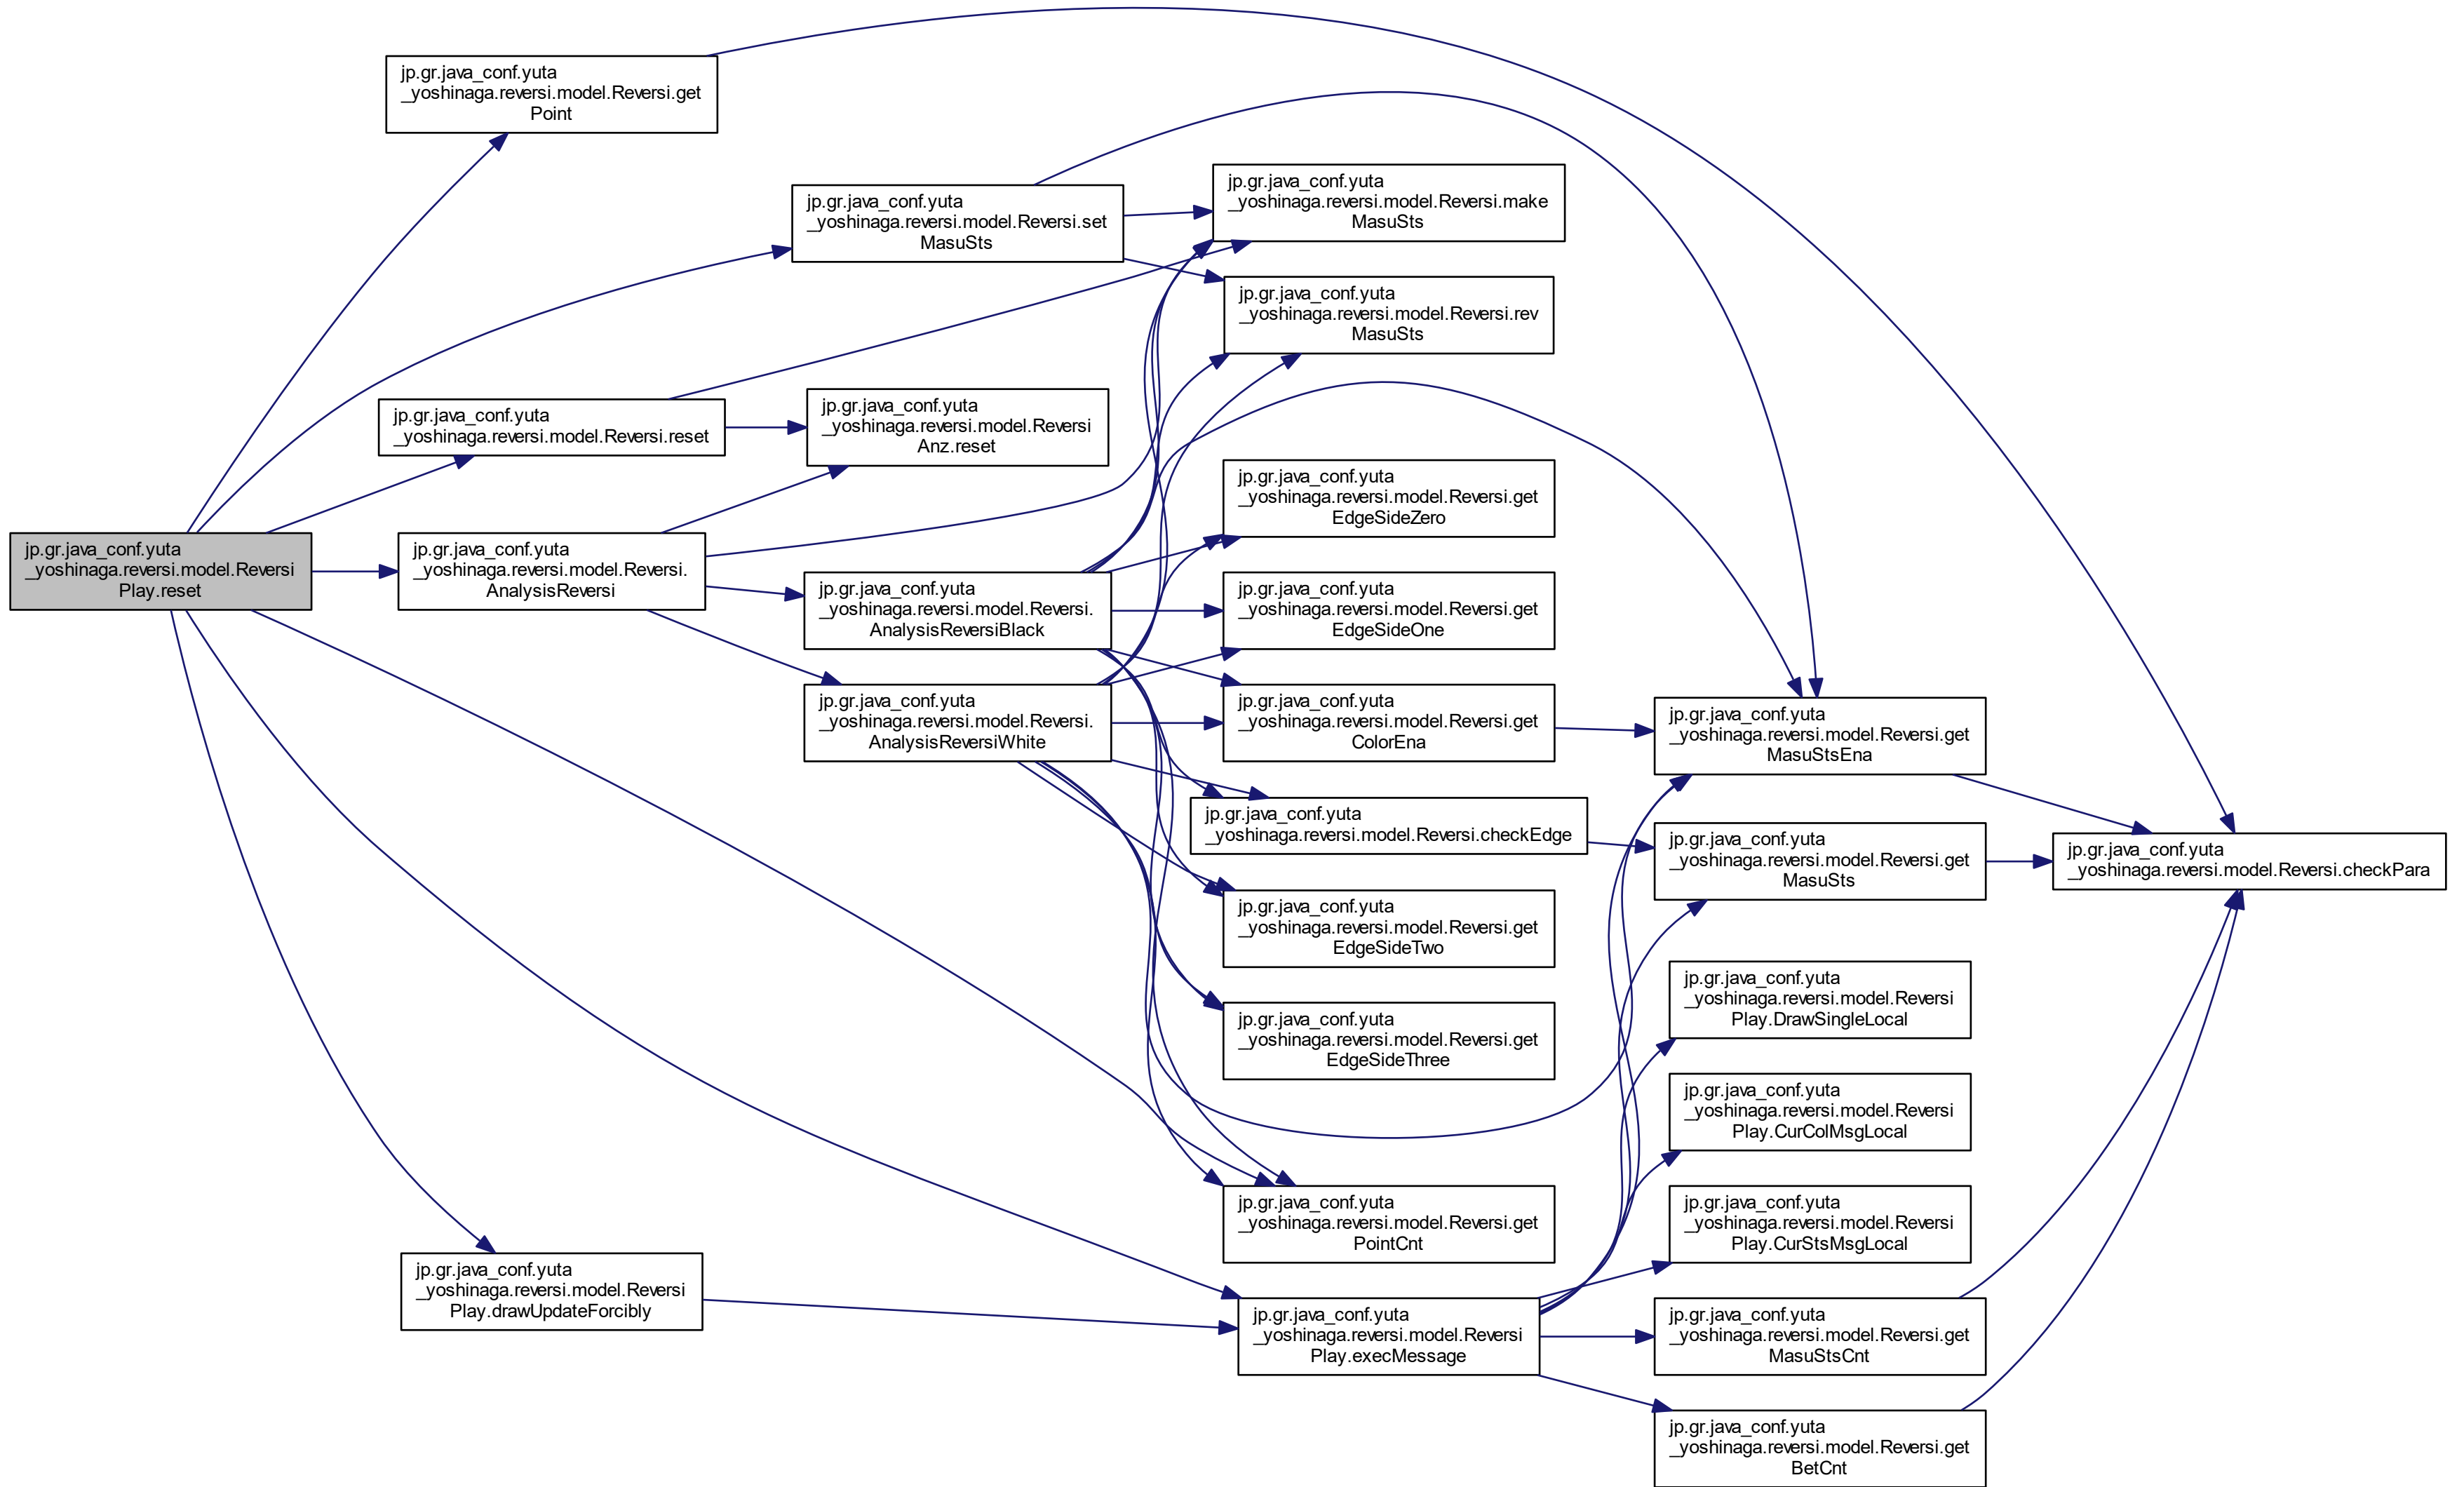 jp.gr.java_conf.yuta
_yoshinaga.reversi.model.Reversi
Play.reset
jp.gr.java_conf.yuta
_yoshinaga.reversi.model.Reversi.get
Point
jp.gr.java_conf.yuta
_yoshinaga.reversi.model.Reversi.reset
jp.gr.java_conf.yuta
_yoshinaga.reversi.model.Reversi.
AnalysisReversi
jp.gr.java_conf.yuta
_yoshinaga.reversi.model.Reversi
Play.drawUpdateForcibly
jp.gr.java_conf.yuta
_yoshinaga.reversi.model.Reversi.set
MasuSts
jp.gr.java_conf.yuta
_yoshinaga.reversi.model.Reversi
Anz.reset
jp.gr.java_conf.yuta
_yoshinaga.reversi.model.Reversi.
AnalysisReversiBlack
jp.gr.java_conf.yuta
_yoshinaga.reversi.model.Reversi.
AnalysisReversiWhite
jp.gr.java_conf.yuta
_yoshinaga.reversi.model.Reversi.make
MasuSts
jp.gr.java_conf.yuta
_yoshinaga.reversi.model.Reversi.rev
MasuSts
jp.gr.java_conf.yuta
_yoshinaga.reversi.model.Reversi.get
EdgeSideZero
jp.gr.java_conf.yuta
_yoshinaga.reversi.model.Reversi.get
EdgeSideOne
jp.gr.java_conf.yuta
_yoshinaga.reversi.model.Reversi.get
ColorEna
jp.gr.java_conf.yuta
_yoshinaga.reversi.model.Reversi.checkEdge
jp.gr.java_conf.yuta
_yoshinaga.reversi.model.Reversi.get
EdgeSideTwo
jp.gr.java_conf.yuta
_yoshinaga.reversi.model.Reversi.get
EdgeSideThree
jp.gr.java_conf.yuta
_yoshinaga.reversi.model.Reversi.get
PointCnt
jp.gr.java_conf.yuta
_yoshinaga.reversi.model.Reversi
Play.execMessage
jp.gr.java_conf.yuta
_yoshinaga.reversi.model.Reversi.get
MasuStsEna
jp.gr.java_conf.yuta
_yoshinaga.reversi.model.Reversi.get
MasuSts
jp.gr.java_conf.yuta
_yoshinaga.reversi.model.Reversi
Play.DrawSingleLocal
jp.gr.java_conf.yuta
_yoshinaga.reversi.model.Reversi
Play.CurColMsgLocal
jp.gr.java_conf.yuta
_yoshinaga.reversi.model.Reversi
Play.CurStsMsgLocal
jp.gr.java_conf.yuta
_yoshinaga.reversi.model.Reversi.get
MasuStsCnt
jp.gr.java_conf.yuta
_yoshinaga.reversi.model.Reversi.get
BetCnt
jp.gr.java_conf.yuta
_yoshinaga.reversi.model.Reversi.checkPara